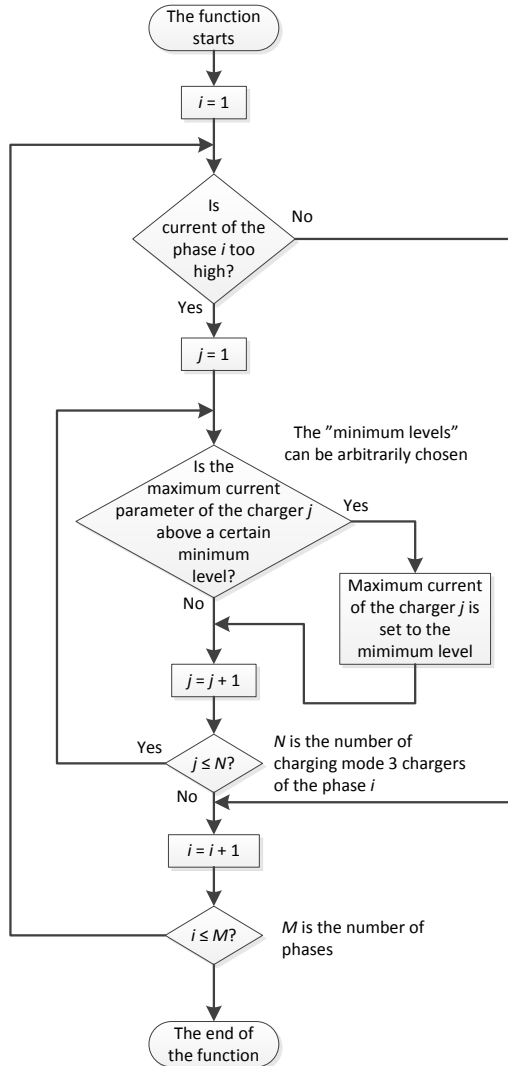 The function
starts
i = 1
Is
current of the
phase i too
high?
No
Yes
j = 1
The ”minimum levels”
can be arbitrarily chosen
Is the
maximum current
parameter of the charger j
above a certain
minimum
level?
Yes
No
Maximum current
of the charger j is
set to the
mimimum level
j = j + 1
Yes
j ≤ N?
N is the number of
charging mode 3 chargers
of the phase i
No
i = i + 1
i ≤ M?
M is the number of
phases
The end of
the function